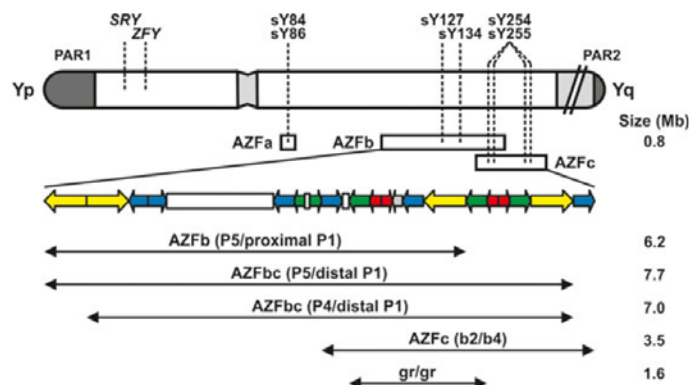 SRY
ZFY
sY84
sY86
sY127
sY134
sY254
sY255
PAR1
PAR2
Yp
Yq
Size (Mb)
AZFa
AZFb
0.8
AZFc
AZFb (P5/proximal P1)
6.2
AZFbc (P5/distal P1)
7.7
AZFbc (P4/distal P1)
7.0
AZFc (b2/b4)
3.5
gr/gr
1.6